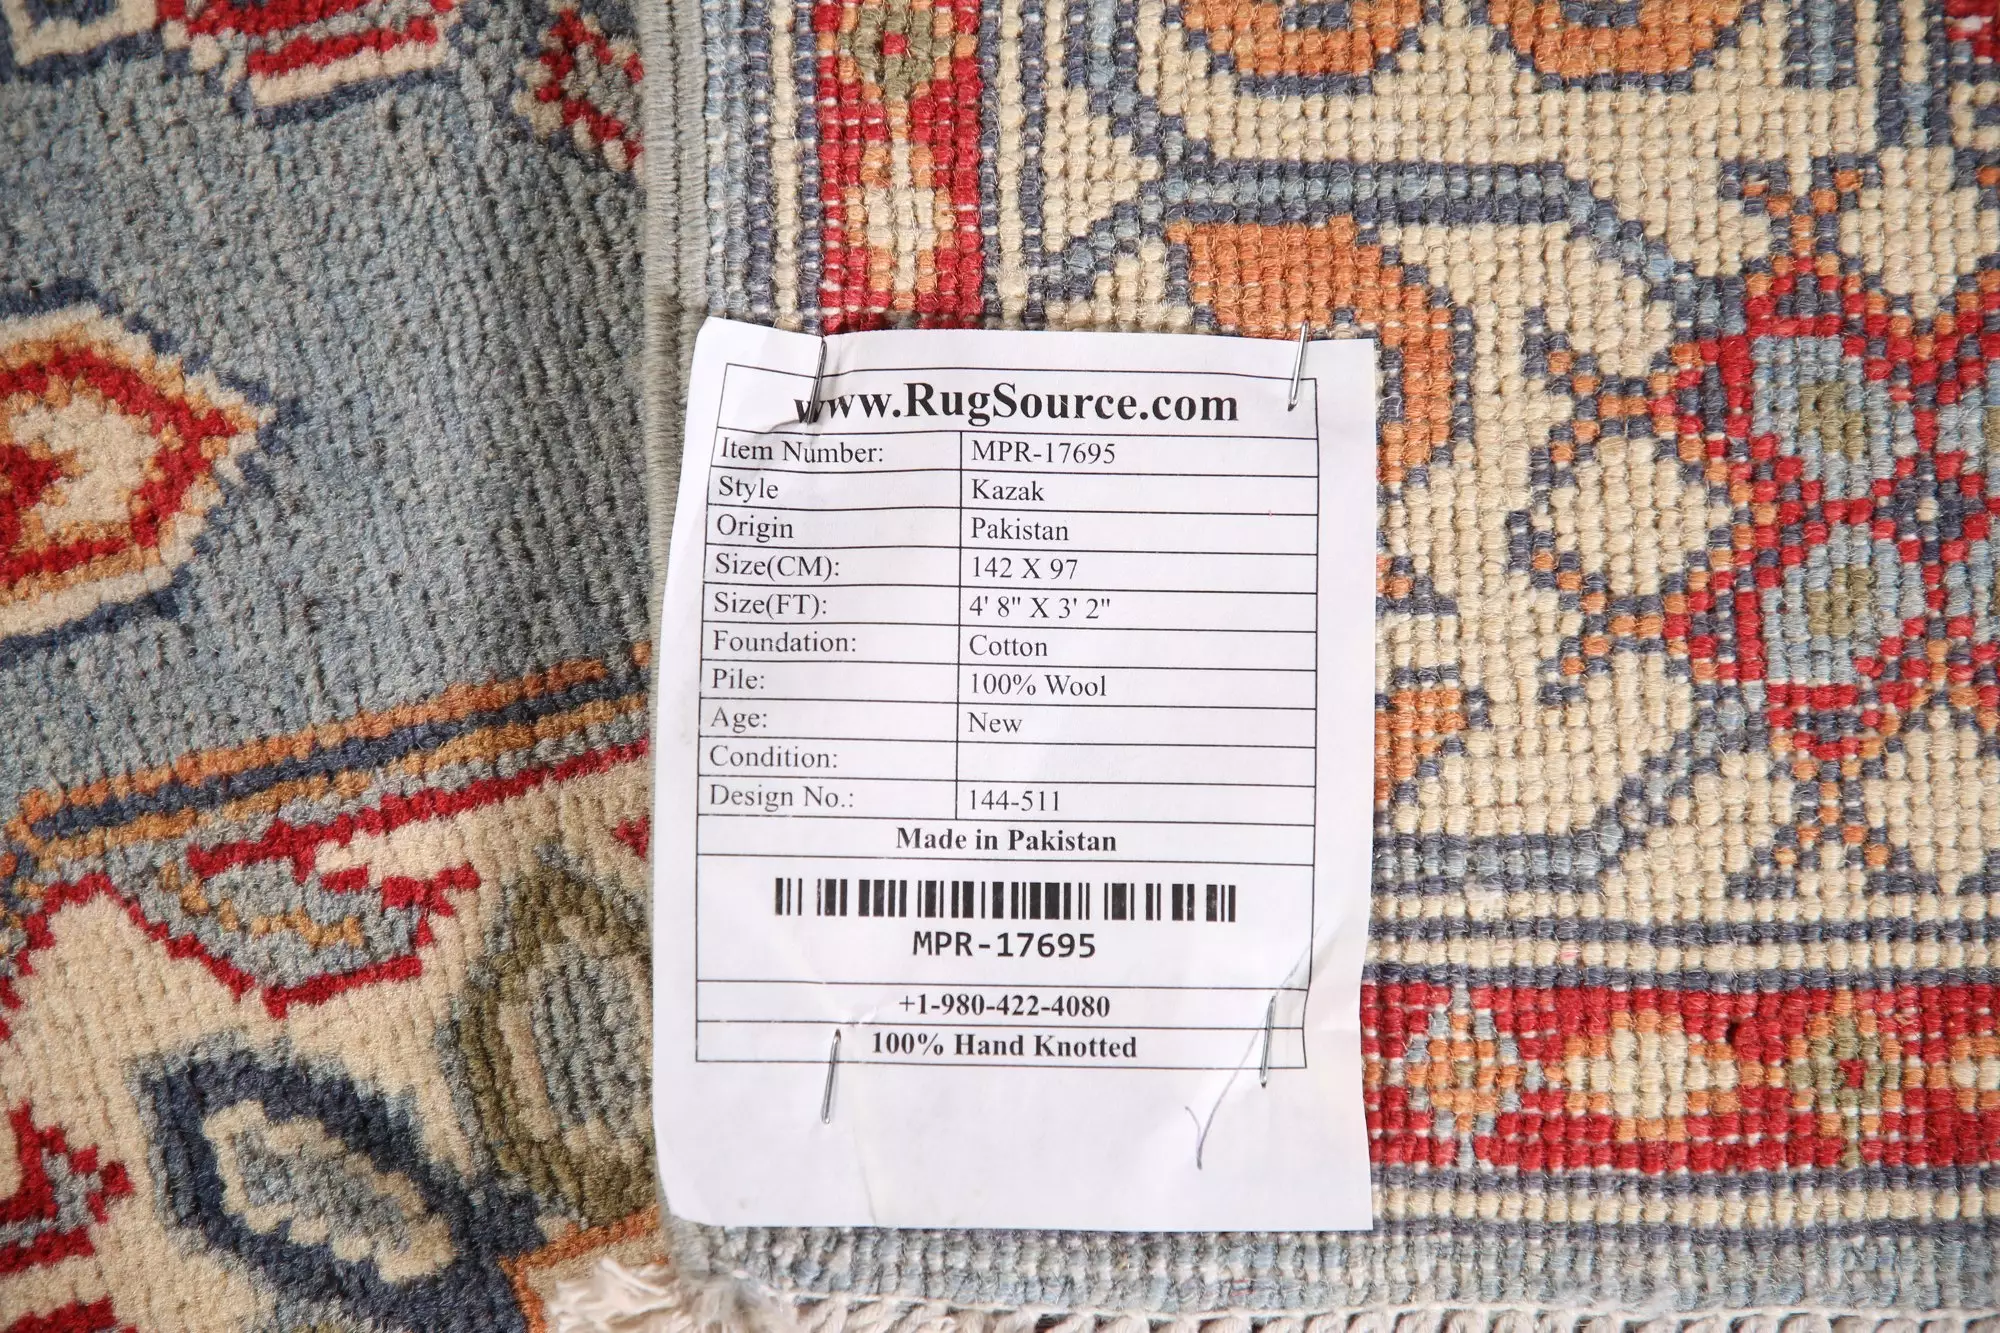 www.RugSource.com
Item Number: MPR-17695
Style Kazak
Origin Pakistan
Size(CM): 142 X 97
Size(FT): 4' 8" X 3' 2"
Foundation: Cotton
Pile: 100% Wool
Age: New
Condition:
Design No.: 144-511
Made in Pakistan
MPR-17695
+1-980-422-4080
100% Hand Knotted